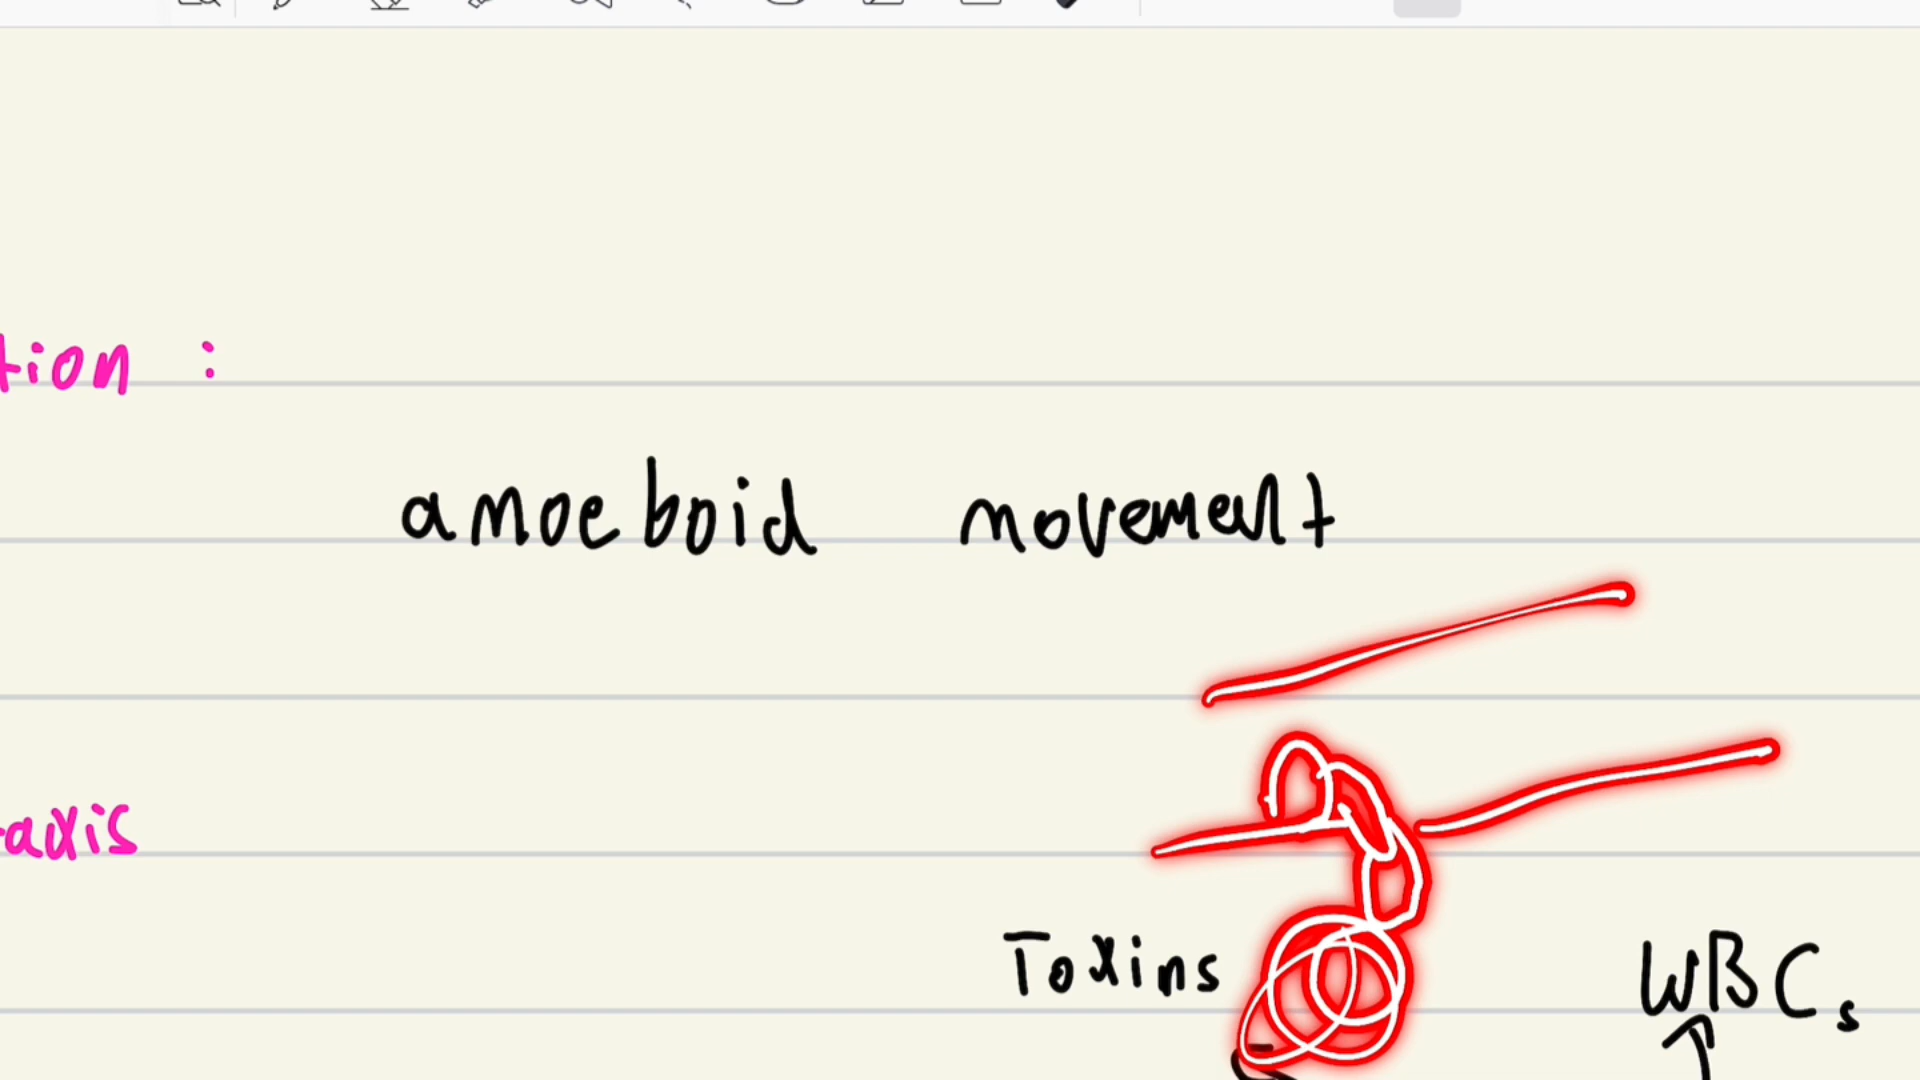 tion :
amoeboid movement
axis
Toxins WBCs